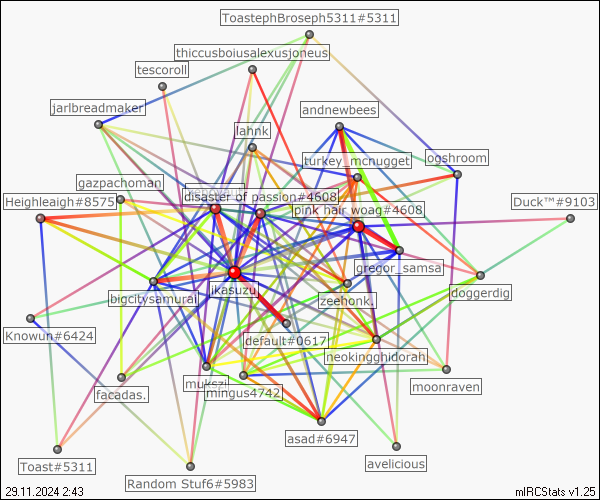 ToastephBroseph5311#5311
thiccusboiusalexusjoneus
tescoroll
jarlbreadmaker
andnewbees
lahnk
turkey_mcnugget
ogshroom
gazpachoman
disaster of passion#4608
Heighleaigh#8575
pink hair woag#4608
Duck™#9103
gregor_samsa
doggerdig
jkasuzu
zeehonk.
bigcitysamurai
Knowun#6424
default#0617
neokingghidorah
mukszi
mingus4742
moonraven
facadas.
asad#6947
Toast#5311
avelicious
Random Stuf6#5983
29.11.2024 2:43
mIRCStats v1.25